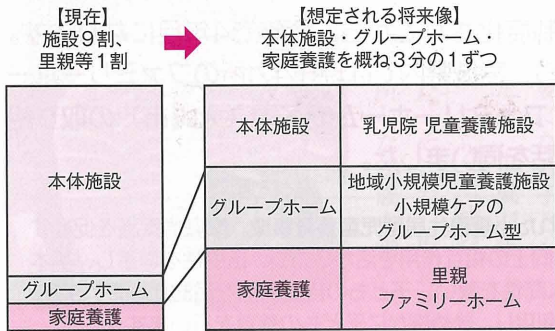 【現在】
施設9割、
里親等1割
【想定される将来像】
本体施設・グループホーム・
家庭養護を概ね3分の1ずつ
本体施設
グループホーム
家庭養護
本体施設
乳児院 児童養護施設
グループホーム
地域小規模児童養護施設
小規模ケアの
グループホーム型
家庭養護
里親
ファミリーホーム